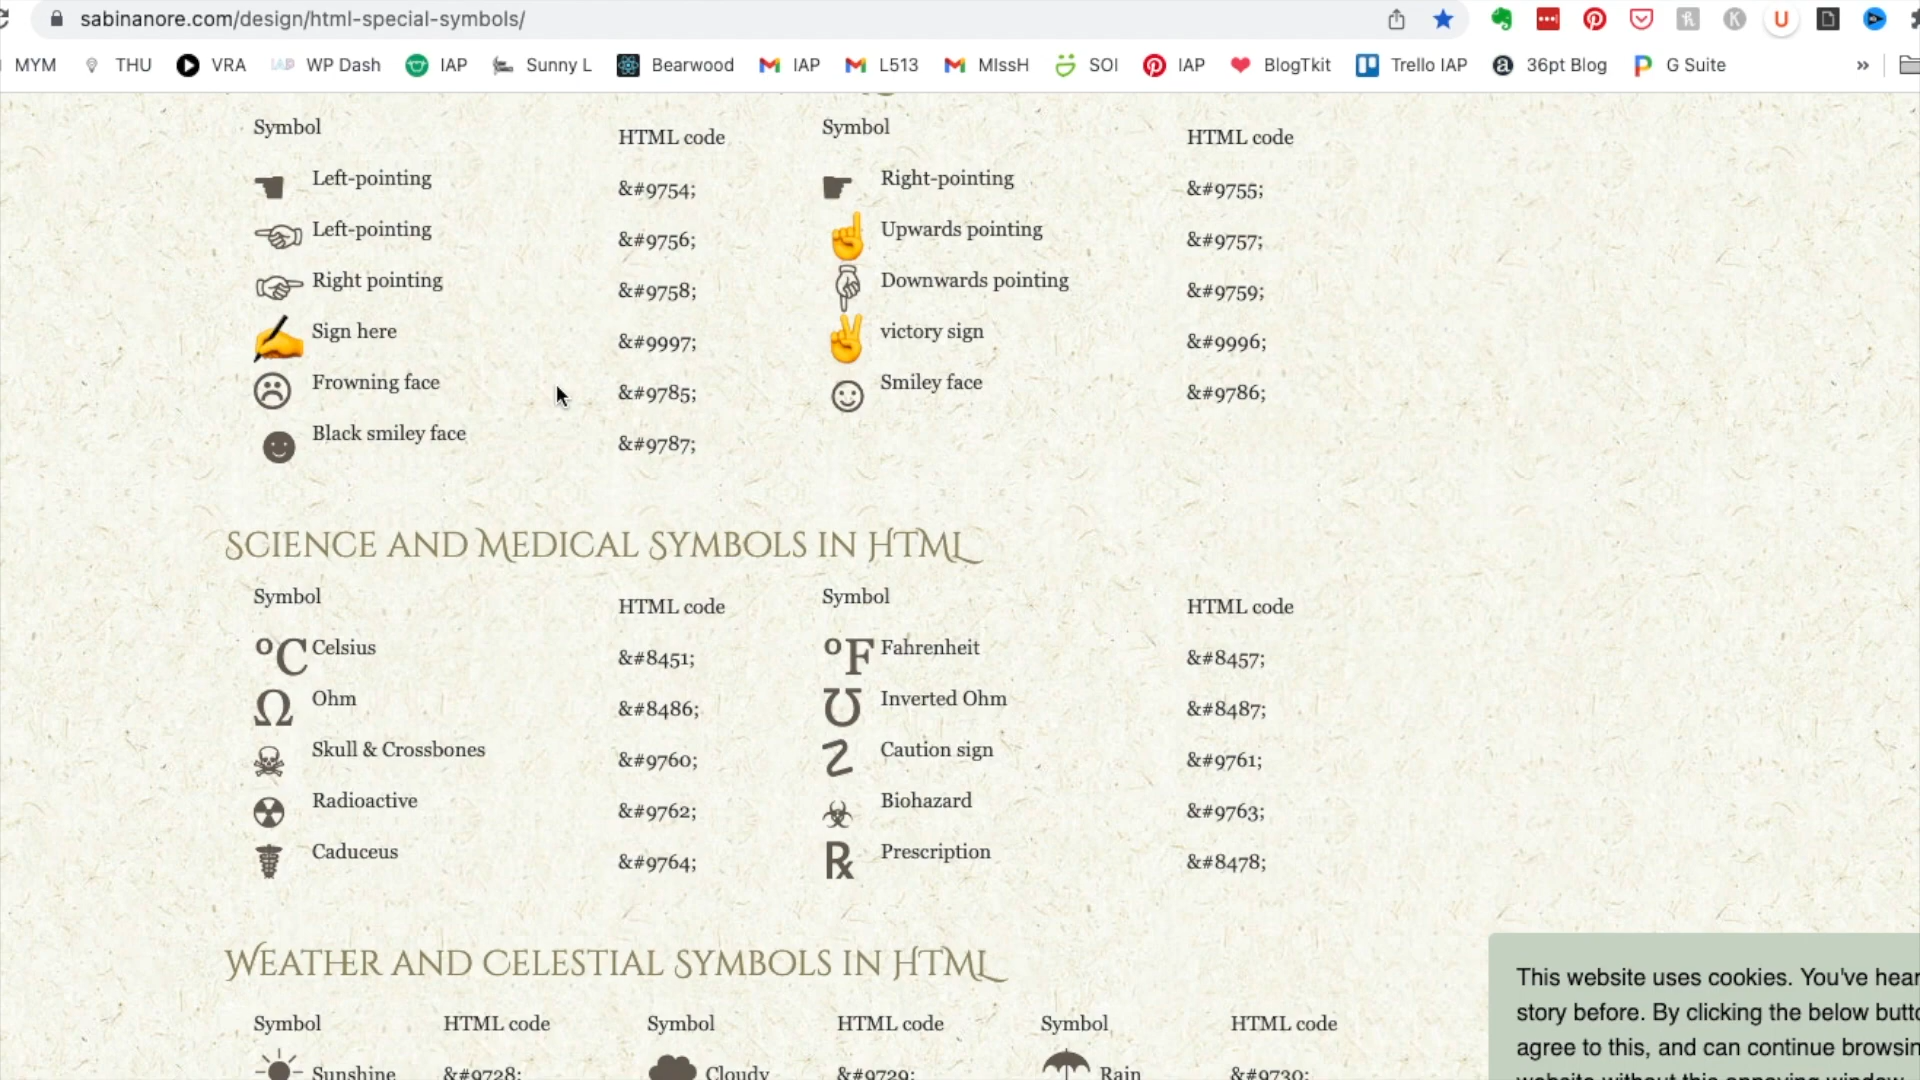 sabinanore.com/design/html-special-symbols/
MYM THU VRA WP Dash IAP Sunny L Bearwood IAP L513 MIssH SOI IAP BlogTkit Trello IAP 36pt Blog G Suite »
Symbol HTML code Symbol HTML code
☚ Left-pointing &#9754; ☛ Right-pointing &#9755;
☜ Left-pointing &#9756; ☝ Upwards pointing &#9757;
☞ Right pointing &#9758; ☟ Downwards pointing &#9759;
✍ Sign here &#9997; ✌ victory sign &#9996;
☹ Frowning face &#9785; ☺ Smiley face &#9786;
☻ Black smiley face &#9787;
Science and Medical Symbols in HTML
Symbol HTML code Symbol HTML code
℃ Celsius &#8451; ℉ Fahrenheit &#8457;
Ω Ohm &#8486; ℧ Inverted Ohm &#8487;
☠ Skull & Crossbones &#9760; ☡ Caution sign &#9761;
☢ Radioactive &#9762; ☣ Biohazard &#9763;
☤ Caduceus &#9764; ℞ Prescription &#8478;
Weather and Celestial Symbols in HTML
Symbol HTML code Symbol HTML code Symbol HTML code
☀ Sunshine &#9728; ☁ Cloudy &#9729; ☂ Rain &#9730;
This website uses cookies. You've hear
story before. By clicking the below butto
agree to this, and can continue browsin
website without this annoying window